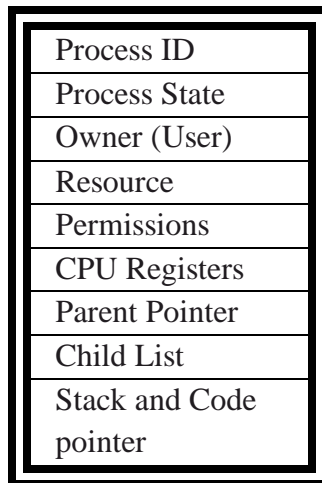 Process ID
Process State
Owner (User)
Resource
Permissions
CPU Registers
Parent Pointer
Child List
Stack and Code
pointer